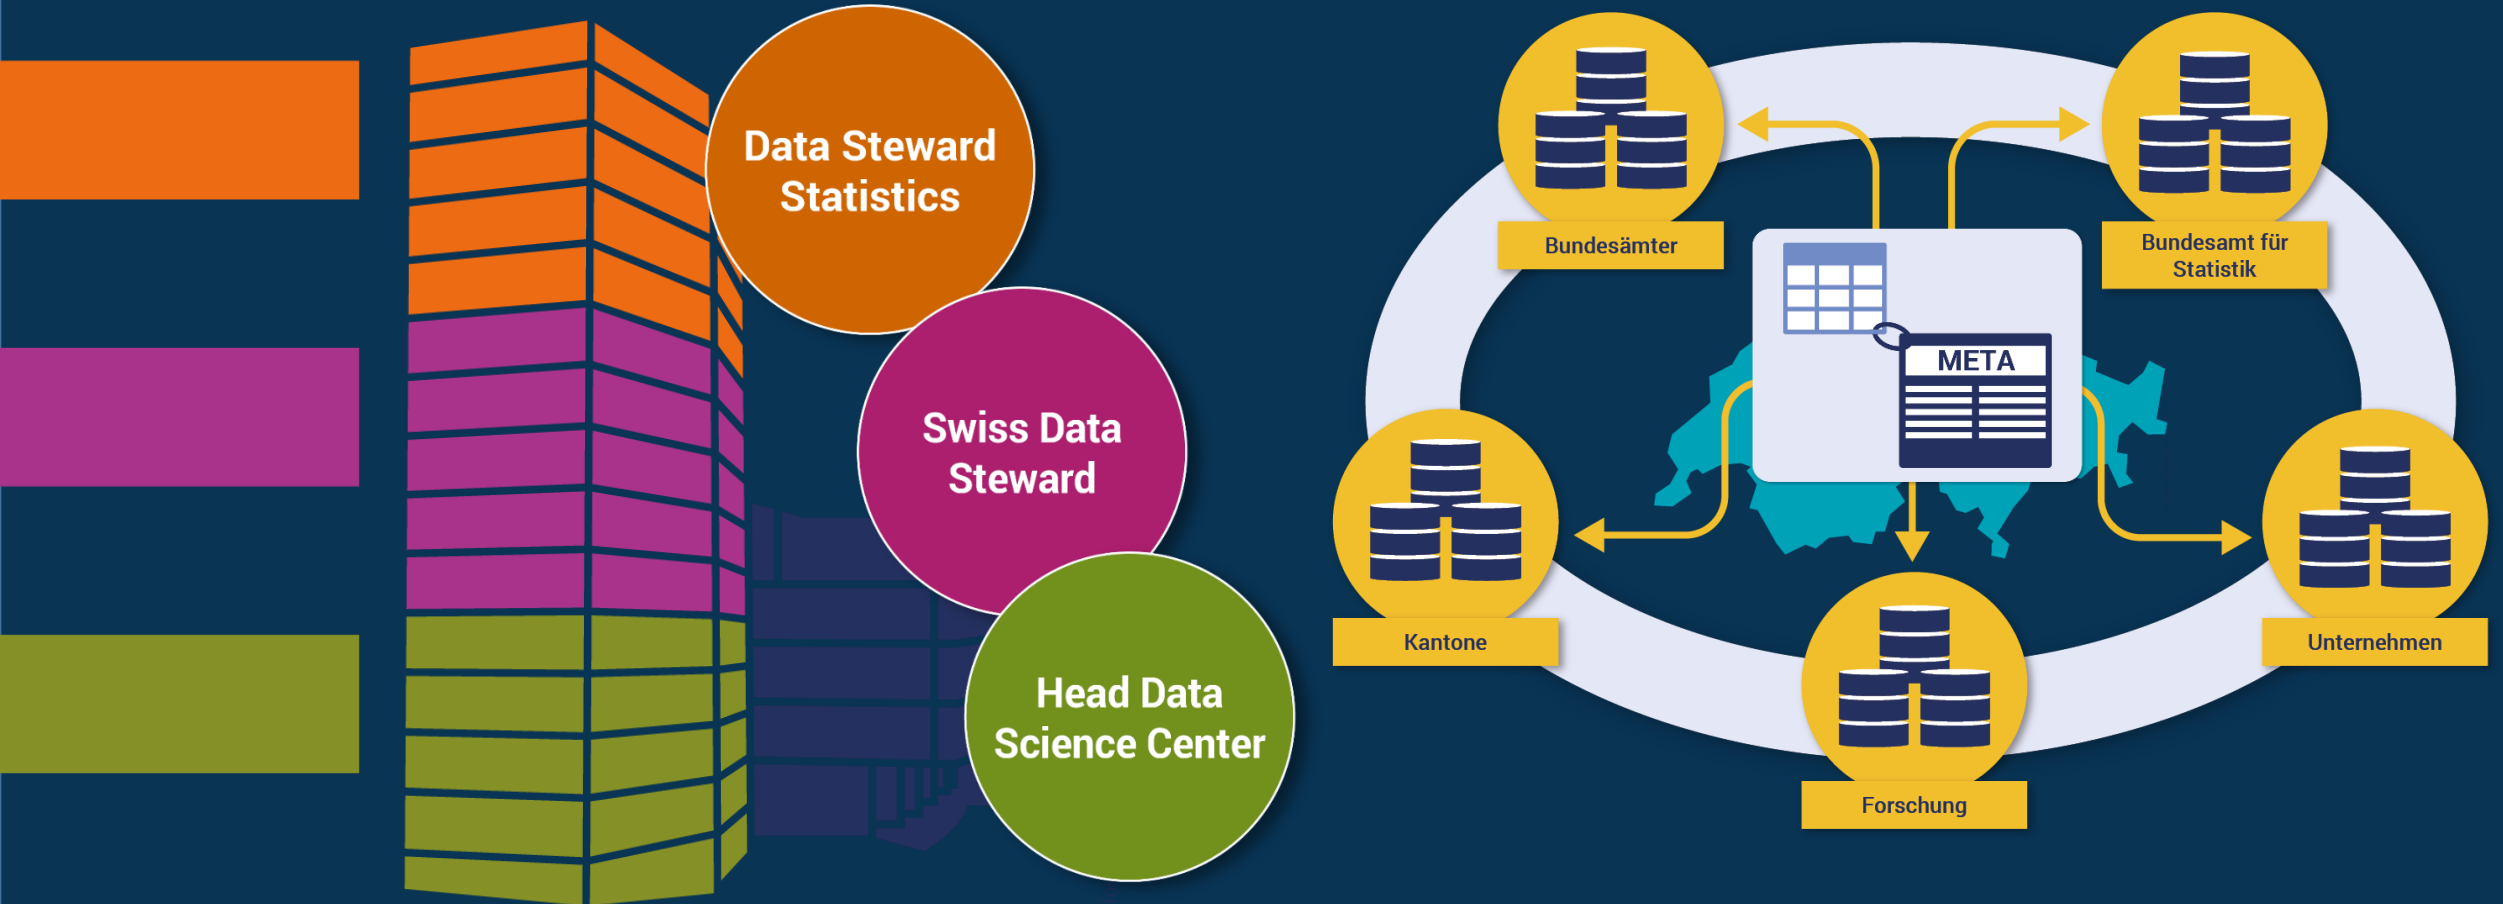 Data Steward
Statistics
Swiss Data
Steward
Head Data
Science Center
Bundesämter
Bundesamt für
Statistik
META
Kantone
Unternehmen
Forschung